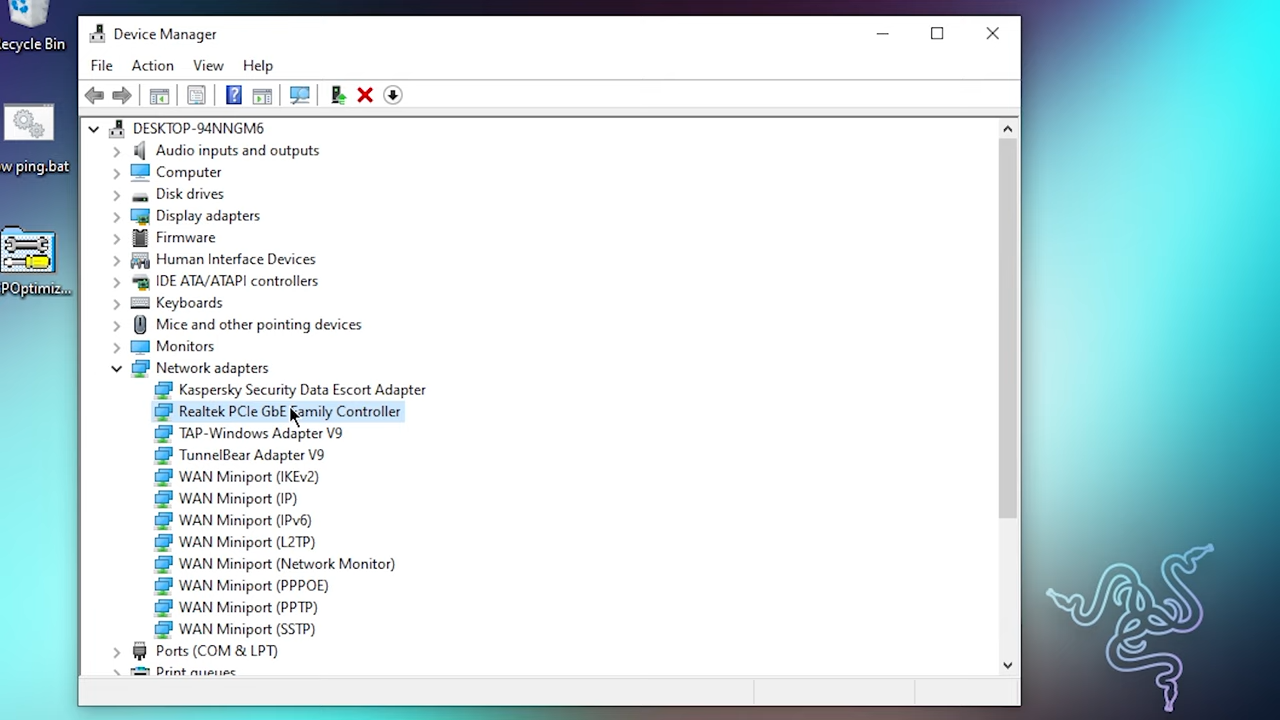 ecycle Bin
w ping.bat
POptimiz...
Device Manager
File Action View Help
DESKTOP-94NNGM6
Audio inputs and outputs
Computer
Disk drives
Display adapters
Firmware
Human Interface Devices
IDE ATA/ATAPI controllers
Keyboards
Mice and other pointing devices
Monitors
Network adapters
Kaspersky Security Data Escort Adapter
Realtek PCIe GbE Family Controller
TAP-Windows Adapter V9
TunnelBear Adapter V9
WAN Miniport (IKEv2)
WAN Miniport (IP)
WAN Miniport (IPv6)
WAN Miniport (L2TP)
WAN Miniport (Network Monitor)
WAN Miniport (PPPOE)
WAN Miniport (PPTP)
WAN Miniport (SSTP)
Ports (COM & LPT)
Print queues